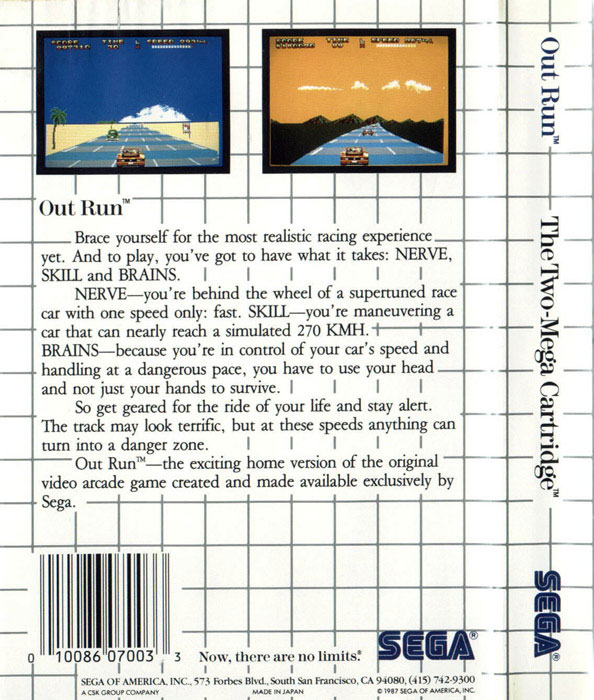 SCORE TIME SPEED
SCORE TIME SPEED
Out Run™
Brace yourself for the most realistic racing experience
yet. And to play, you've got to have what it takes: NERVE,
SKILL and BRAINS.
NERVE—you're behind the wheel of a supertuned race
car with one speed only: fast. SKILL—you're maneuvering a
car that can nearly reach a simulated 270 KMH.
BRAINS—because you're in control of your car's speed and
handling at a dangerous pace, you have to use your head
and not just your hands to survive.
So get geared for the ride of your life and stay alert.
The track may look terrific, but at these speeds anything can
turn into a danger zone.
Out Run™—the exciting home version of the original
video arcade game created and made available exclusively by
Sega.
0 10086 07003 3
Now, there are no limits.®
SEGA®
SEGA OF AMERICA, INC., 573 Forbes Blvd., South San Francisco, CA 94080, (415) 742-9300
A CSK GROUP COMPANY MADE IN JAPAN © 1987 SEGA OF AMERICA, INC.
Out Run™
The Two-Mega Cartridge™
SEGA®